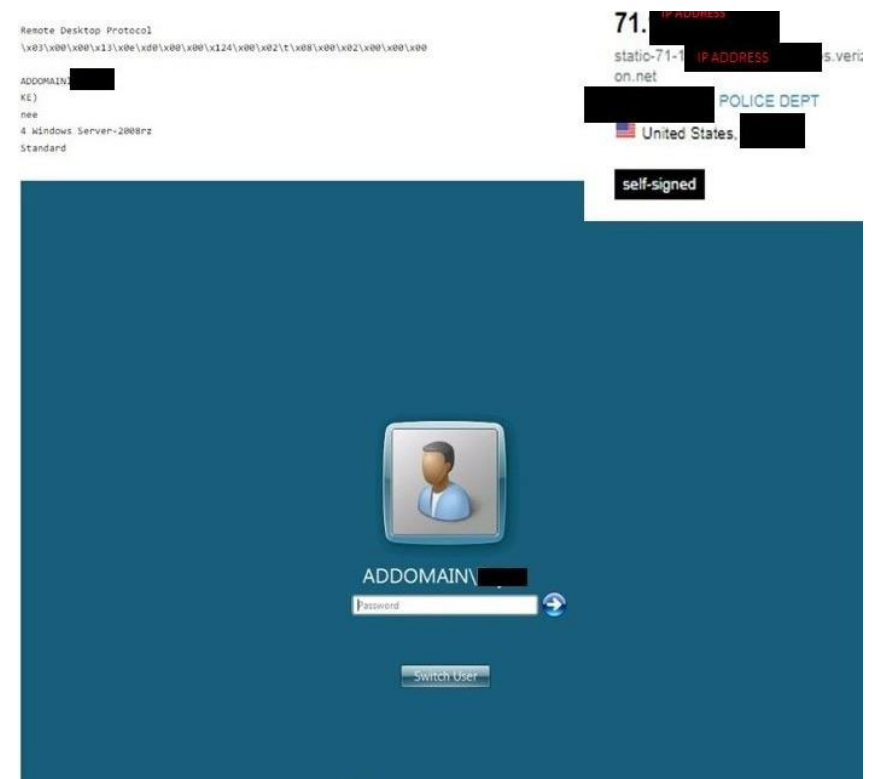 Remote Desktop Protocol
\x03\x00\x00\x13\x0e\xd0\x00\x00\x124\x00\x02\t\x08\x00\x02\x00\x00\x00
ADDOMAIN
KE)
nee
4 Windows Server-2008rz
Standard
71.
IP ADDRESS
static-71-1
IP ADDRESS
s.veriz
on.net
POLICE DEPT
United States,
self-signed
ADDOMAIN\
Password
Switch User